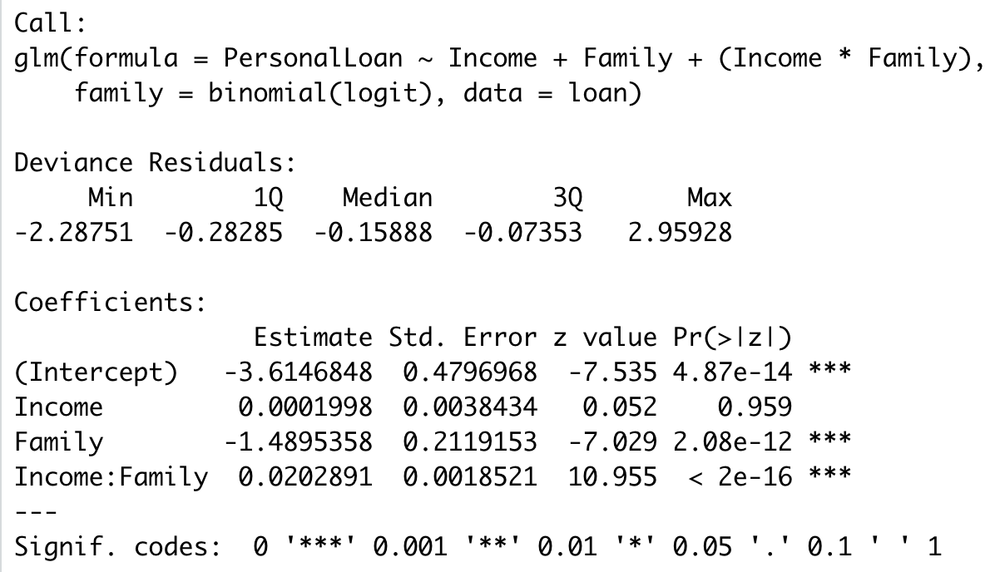 Call:
glm(formula = PersonalLoan ~ Income + Family + (Income * Family),
    family = binomial(logit), data = loan)

Deviance Residuals:
     Min        1Q    Median        3Q       Max
-2.28751  -0.28285  -0.15888  -0.07353   2.95928

Coefficients:
                Estimate Std. Error z value Pr(>|z|)
(Intercept)   -3.6146848  0.4796968  -7.535 4.87e-14 ***
Income         0.0001998  0.0038434   0.052    0.959
Family        -1.4895358  0.2119153  -7.029 2.08e-12 ***
Income:Family  0.0202891  0.0018521  10.955  < 2e-16 ***
---
Signif. codes:  0 '***' 0.001 '**' 0.01 '*' 0.05 '.' 0.1 ' ' 1